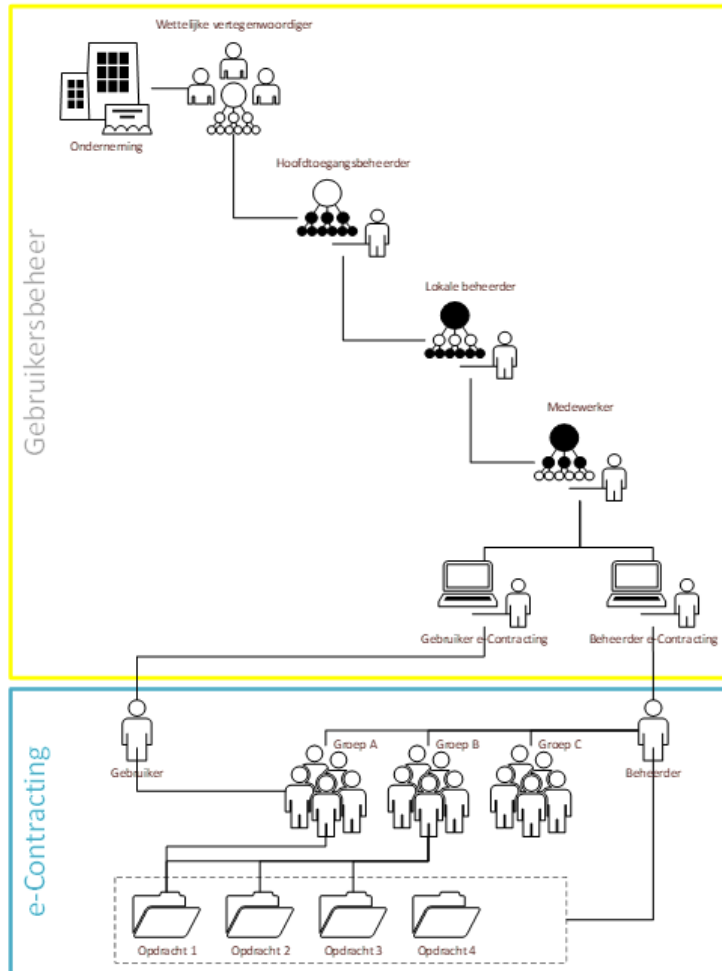 Wettelijke vertegenwoordiger
Onderneming
Hoofdtoegangsbeheerder
Lokale beheerder
Medewerker
Gebruiker e-Contracting
Beheerder e-Contracting
Gebruikersbeheer
Groep A
Groep B
Groep C
Gebruiker
Beheerder
Opdracht 1
Opdracht 2
Opdracht 3
Opdracht 4
e-Contracting